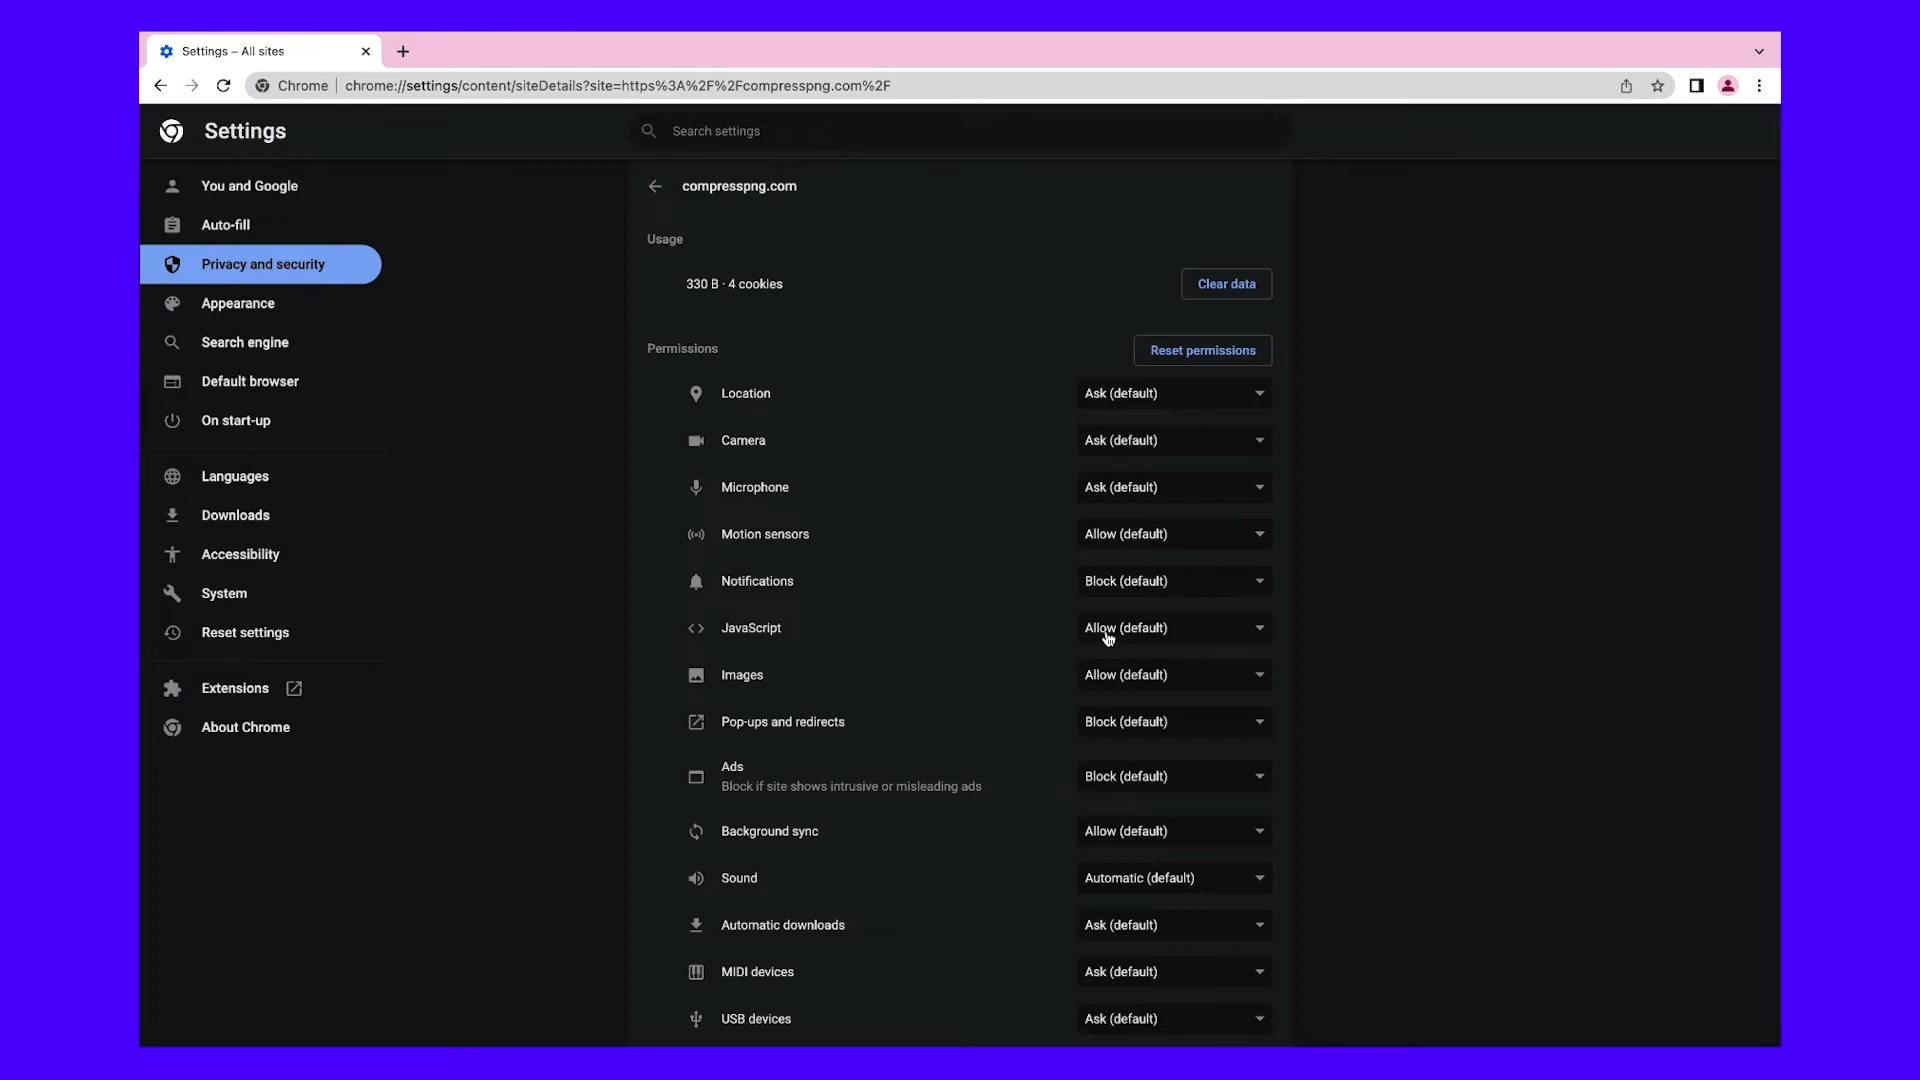 Settings – All sites
Chrome chrome://settings/content/siteDetails?site=https%3A%2F%2Fcompresspng.com%2F
Settings
Search settings
You and Google
Auto-fill
Privacy and security
Appearance
Search engine
Default browser
On start-up
Languages
Downloads
Accessibility
System
Reset settings
Extensions
About Chrome
compresspng.com
Usage
330 B · 4 cookies Clear data
Permissions Reset permissions
Location Ask (default)
Camera Ask (default)
Microphone Ask (default)
Motion sensors Allow (default)
Notifications Block (default)
JavaScript Allow (default)
Images Allow (default)
Pop-ups and redirects Block (default)
Ads Block (default)
Block if site shows intrusive or misleading ads
Background sync Allow (default)
Sound Automatic (default)
Automatic downloads Ask (default)
MIDI devices Ask (default)
USB devices Ask (default)